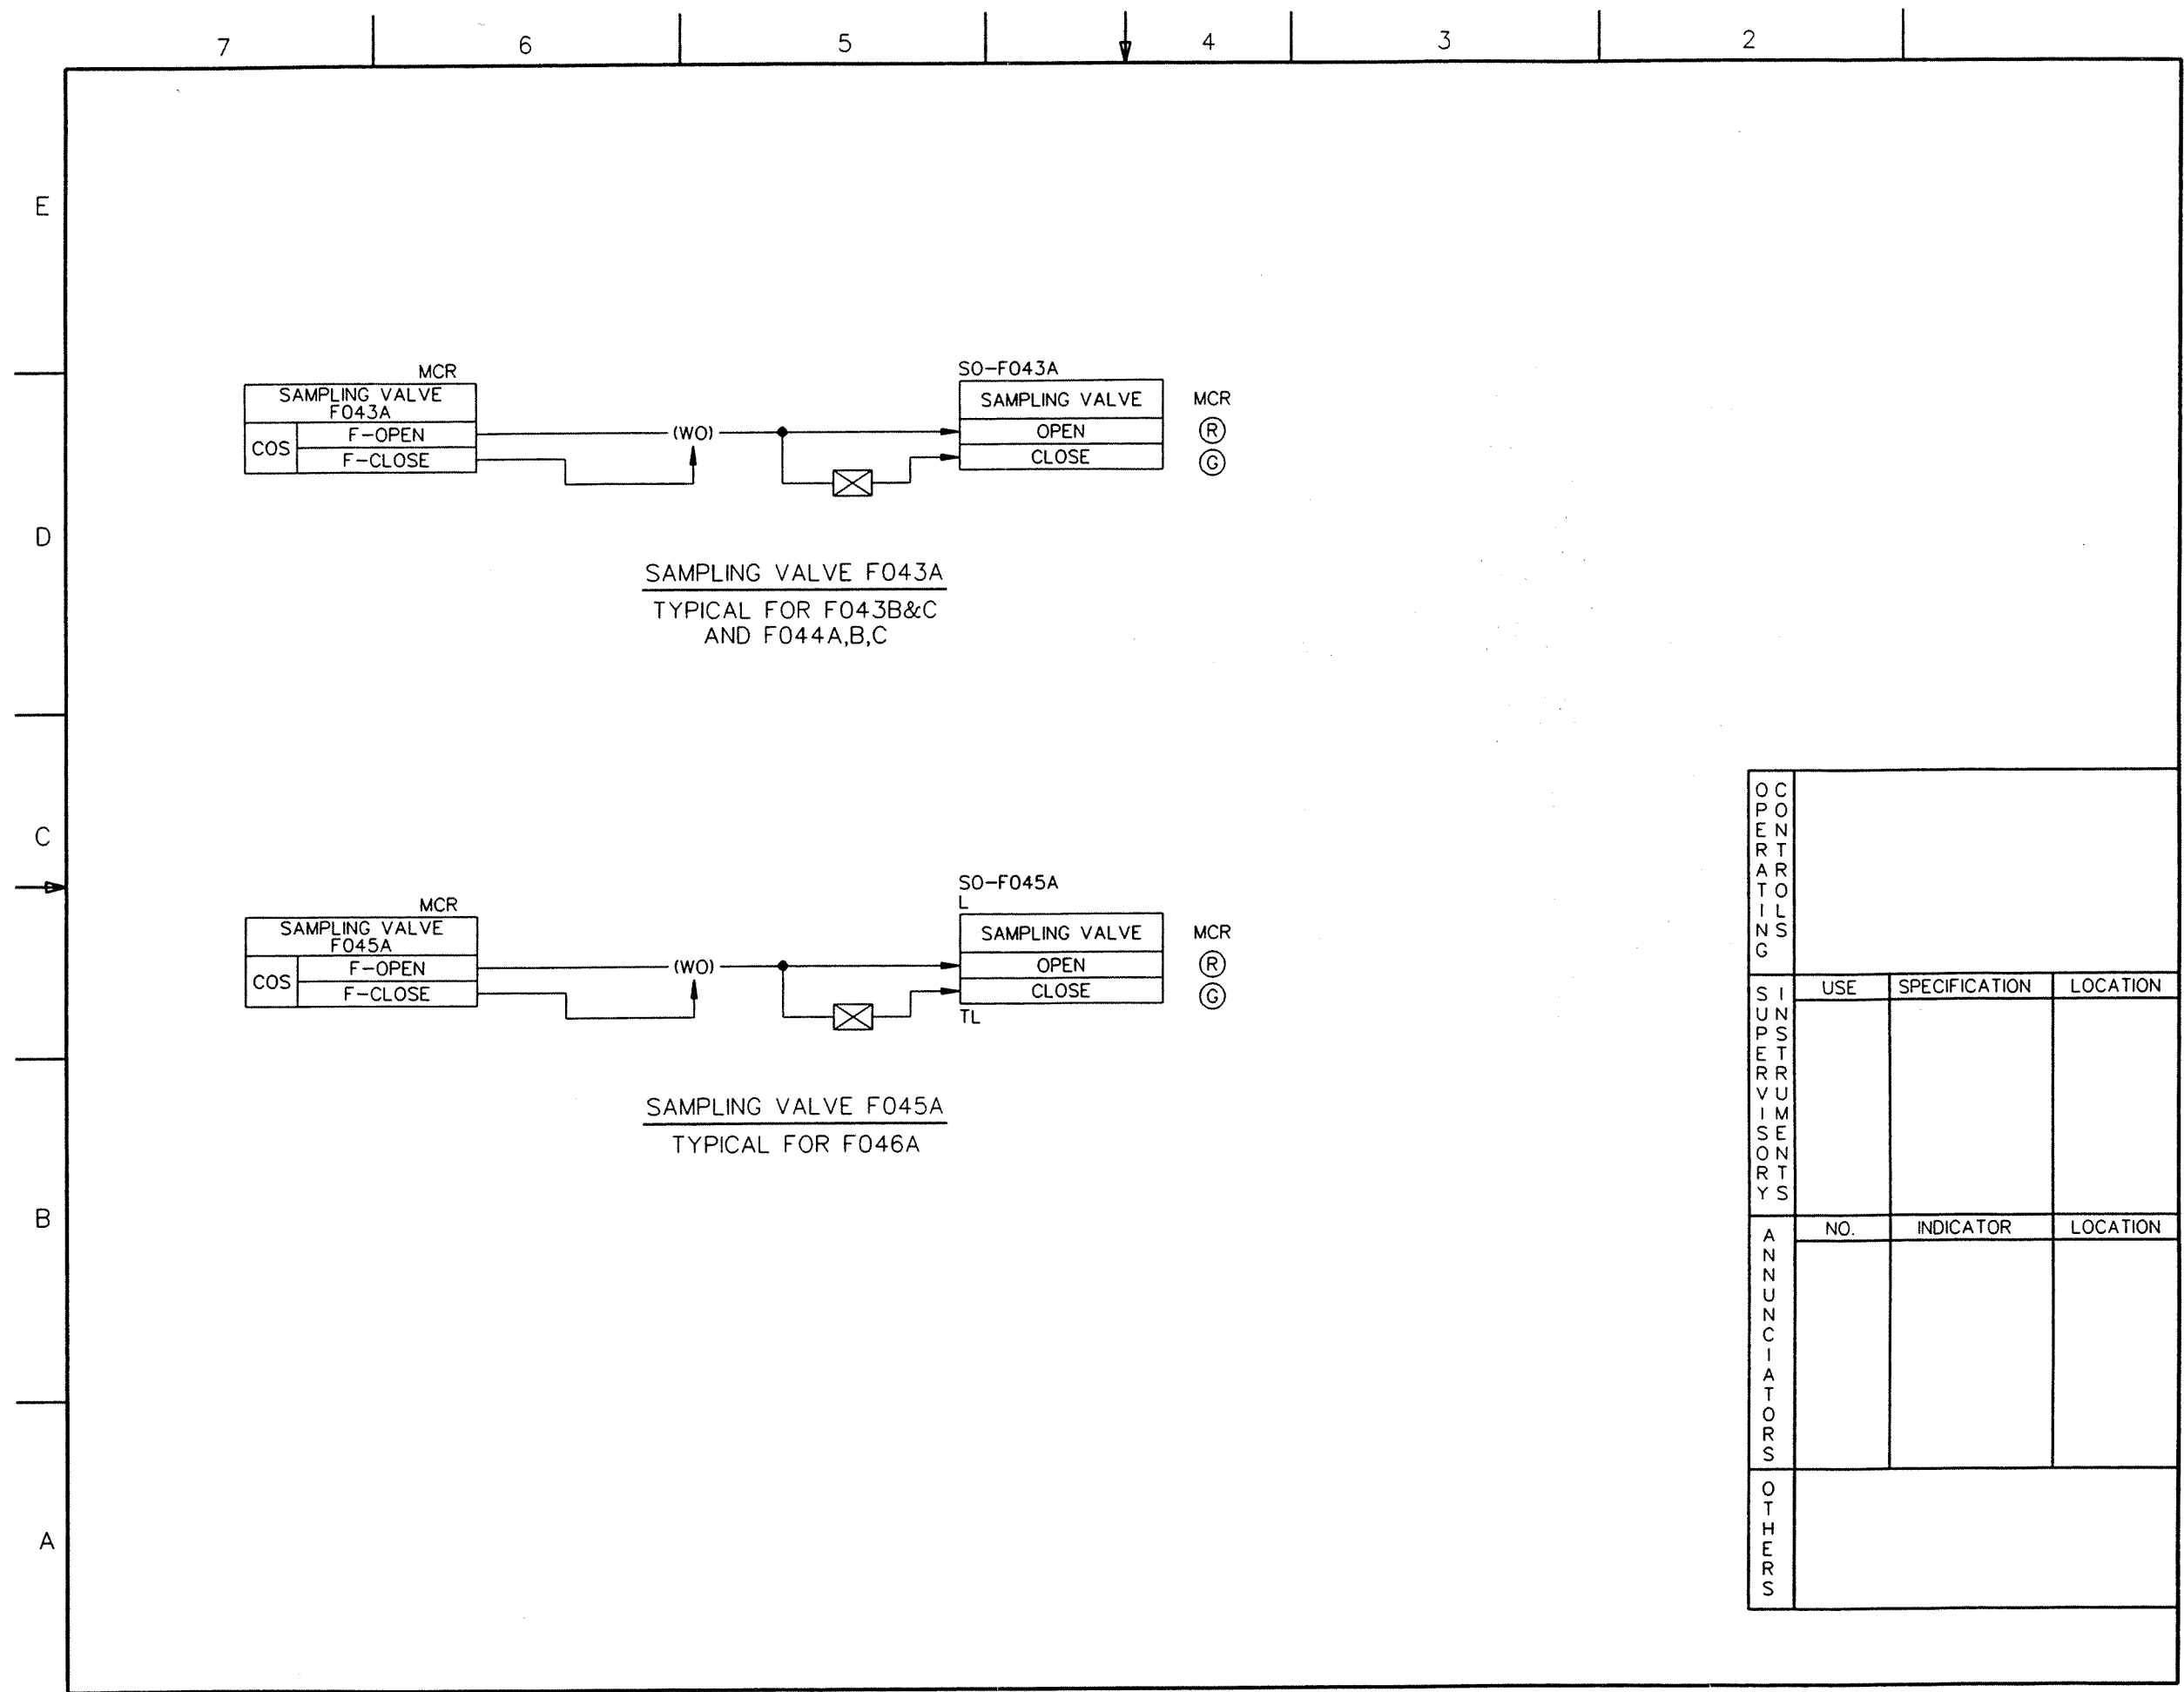 7 6 5 4 3 2
E
D
C
B
A
MCR
SAMPLING VALVE
F043A
COS
F-OPEN
F-CLOSE
(WO)
SO-F043A
SAMPLING VALVE
OPEN
CLOSE
MCR
R
G
SAMPLING VALVE F043A
TYPICAL FOR F043B&C
AND F044A,B,C
MCR
SAMPLING VALVE
F045A
COS
F-OPEN
F-CLOSE
(WO)
SO-F045A
L
SAMPLING VALVE
OPEN
CLOSE
TL
MCR
R
G
SAMPLING VALVE F045A
TYPICAL FOR F046A
OPERATING
CONTROLS
SUPERVISORY
INSTRUMENTS
USE SPECIFICATION LOCATION
ANNUNCIATORS
NO. INDICATOR LOCATION
OTHERS